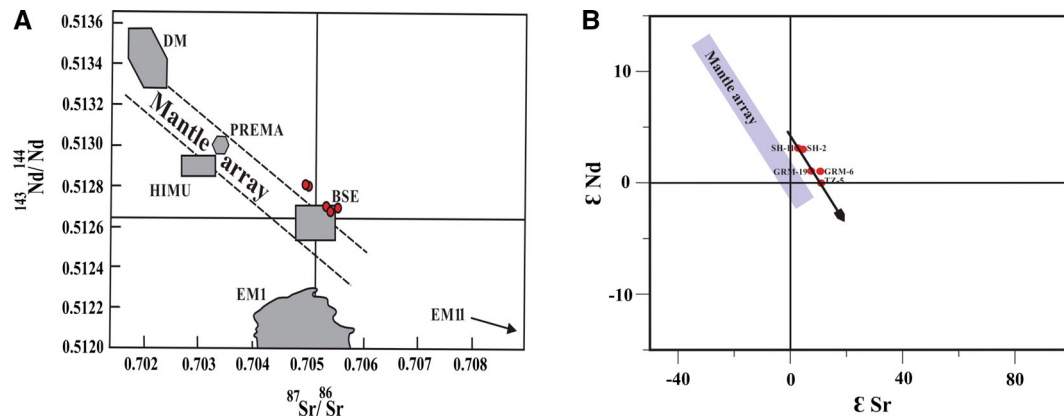 A
0.5136
0.5134
0.5132
0.5130
0.5128
0.5126
0.5124
0.5122
0.5120
143Nd/ 144Nd
DM
Mantle array
PREMA
HIMU
BSE
EM1
EM1l
0.702 0.703 0.704 0.705 0.706 0.707 0.708
87Sr/ 86Sr
B
10
0
-10
ε Nd
Mantle array
SH-11 SH-2
GRM-19 GRM-6
TZ-5
-40 0 40 80
ε Sr